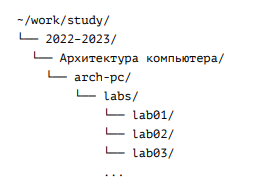 ~/work/study/
└── 2022–2023/
    └── Архитектура компьютера/
        └── arch-pc/
            └── labs/
                └── lab01/
                └── lab02/
                └── lab03/
                ...